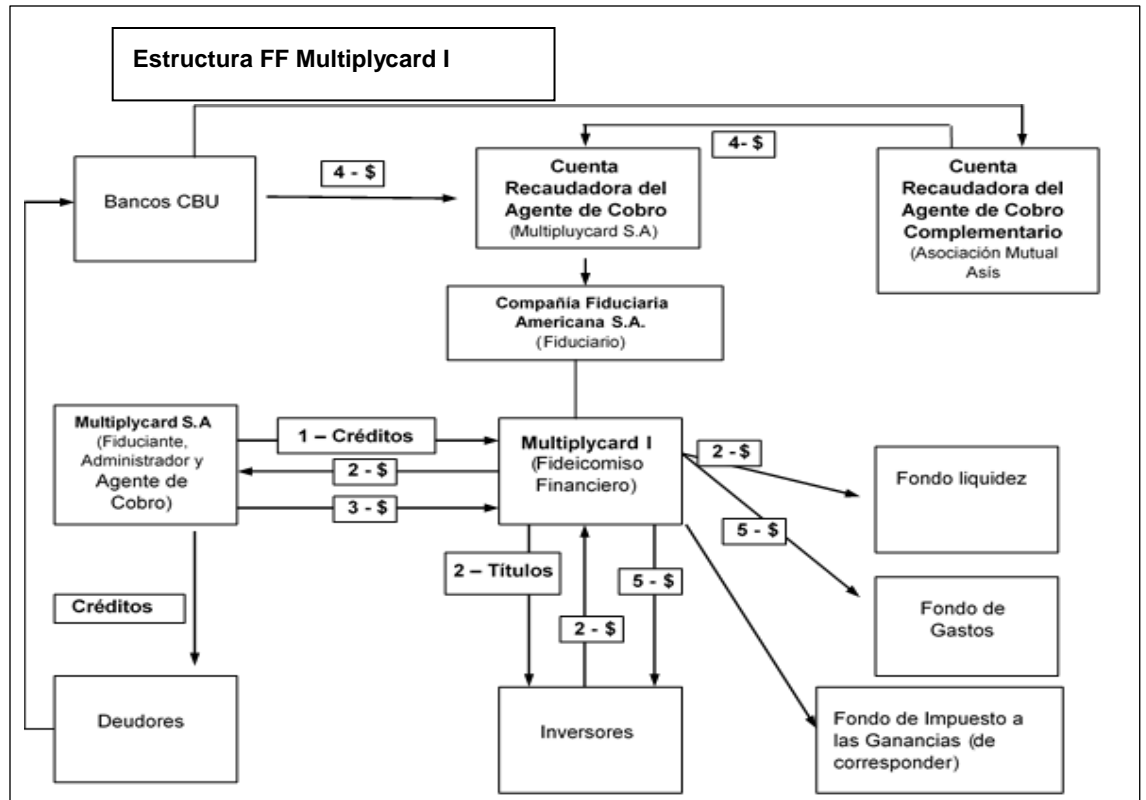 Estructura FF Multiplycard I
Bancos CBU
4 - $
Cuenta
Recaudadora del
Agente de Cobro
(Multipluycard S.A)
4- $
Cuenta
Recaudadora del
Agente de Cobro
Complementario
(Asociación Mutual
Asis
Compañía Fiduciaria
Americana S.A.
(Fiduciario)
Multiplycard S.A
(Fiduciante,
Administrador y
Agente de
Cobro)
1 – Créditos
2 - $
3 - $
Multiplycard I
(Fideicomiso
Financiero)
2 - $
Fondo liquidez
5 - $
Fondo de
Gastos
Créditos
2 – Títulos
2 - $
5 - $
Deudores
Inversores
Fondo de Impuesto a
las Ganancias (de
corresponder)